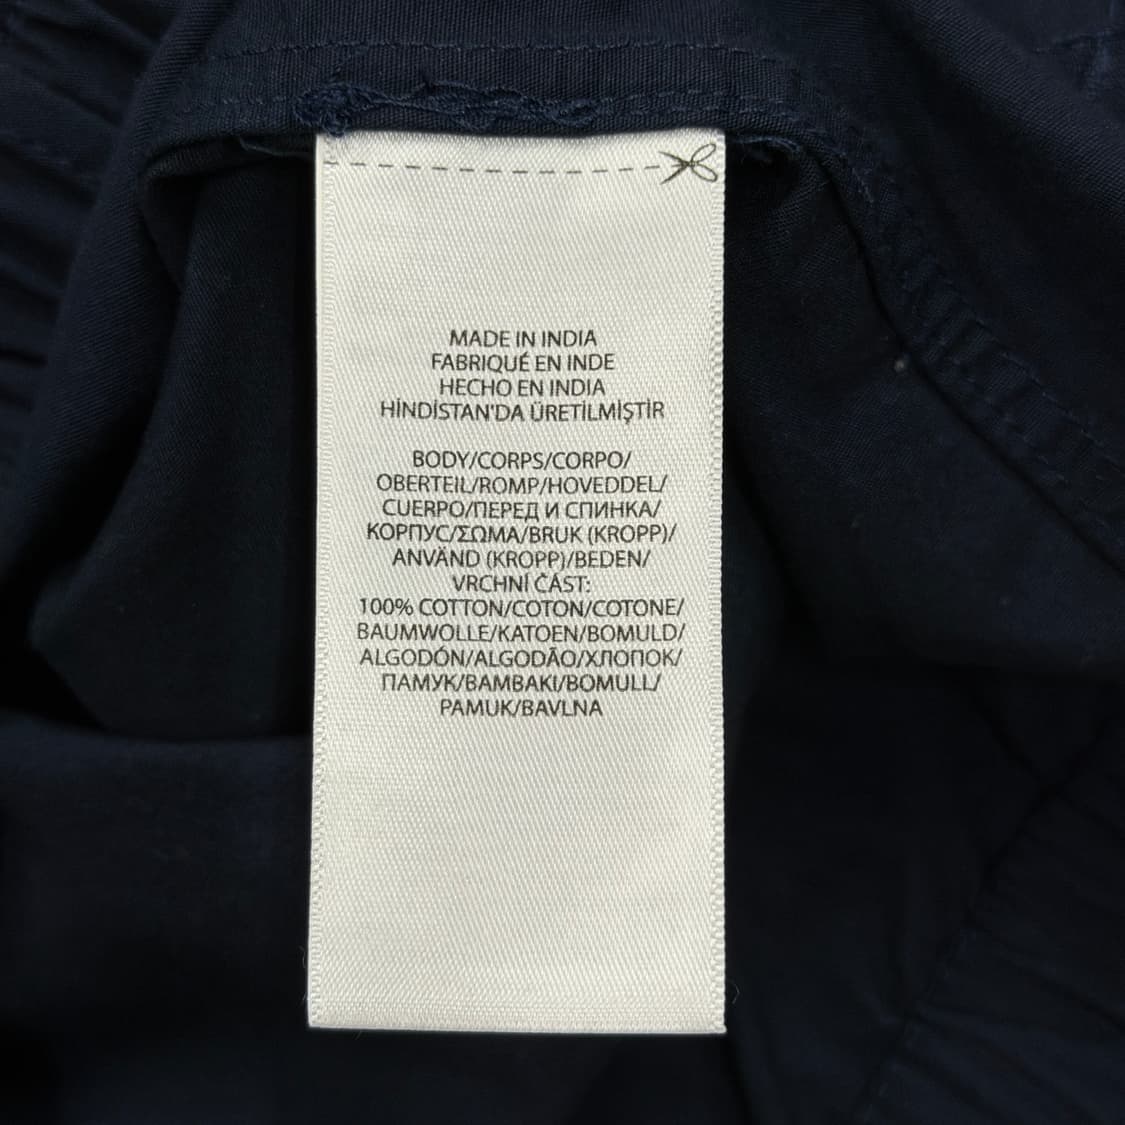 MADE IN INDIA
FABRIQUÉ EN INDE
HECHO EN INDIA
HİNDİSTAN'DA ÜRETİLMİŞTİR
BODY/CORPS/CORPO/
OBERTEIL/ROMP/HOVEDDEL/
CUERPO/ПЕРЕД И СПИНКА/
КОРПУС/ΣΩΜΑ/BRUK (KROPP)/
ANVÄND (KROPP)/BEDEN/
VRCHNÍ ČÁST:
100% COTTON/COTON/COTONE/
BAUMWOLLE/KATOEN/BOMULD/
ALGODÓN/ALGODÃO/ХЛОПОК/
ПАМУК/ΒΑΜΒΑΚΙ/BOMULL/
PAMUK/BAVLNA